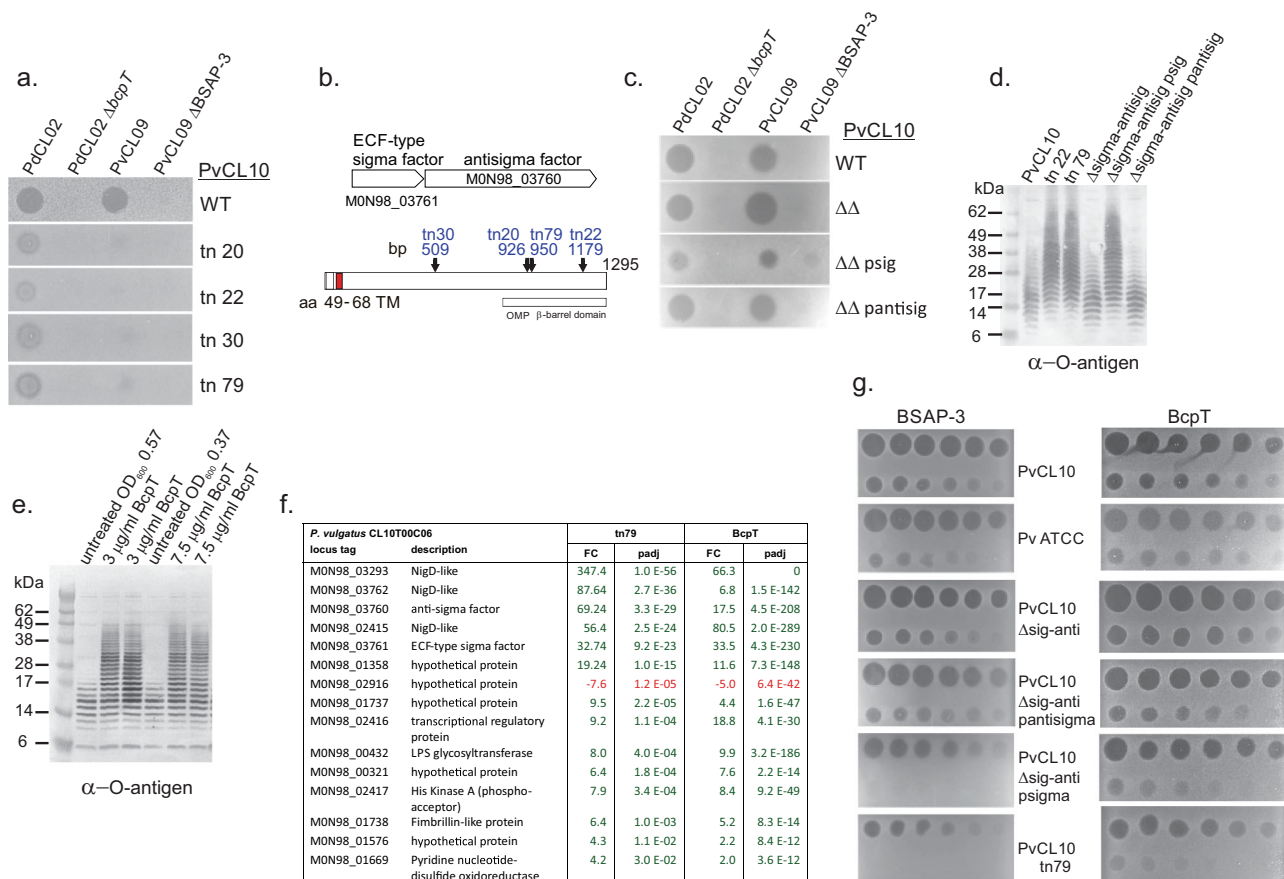 a.
PdCL02
PdCL02 ΔbcpT
PvCL09
PvCL09 ΔBSAP-3
PvCL10
WT
tn 20
tn 22
tn 30
tn 79
b.
ECF-type
sigma factor
antisigma factor
M0N98_03760
M0N98_03761
bp
tn30
509
tn20
926
tn79
950
tn22
1179
1295
aa 49-68 TM
OMP β-barrel domain
c.
PdCL02
PdCL02 ΔbcpT
PvCL09
PvCL09 ΔBSAP-3
PvCL10
WT
ΔΔ
ΔΔ psig
ΔΔ pantisig
d.
PvCL10
tn 22
tn 79
Δsigma-antisig
Δsigma-antisig psig
Δsigma-antisig pantisig
kDa
62
49
38
28
17
14
6
α−O-antigen
e.
untreated OD600 0.57
3 µg/ml BcpT
3 µg/ml BcpT
untreated OD600 0.37
7.5 µg/ml BcpT
7.5 µg/ml BcpT
kDa
62
49
38
28
17
14
6
α−O-antigen
f.
P. vulgatus CL10T00C06 tn79 BcpT
locus tag description FC padj FC padj
M0N98_03293 NigD-like 347.4 1.0 E-56 66.3 0
M0N98_03762 NigD-like 87.64 2.7 E-36 6.8 1.5 E-142
M0N98_03760 anti-sigma factor 69.24 3.3 E-29 17.5 4.5 E-208
M0N98_02415 NigD-like 56.4 2.5 E-24 80.5 2.0 E-289
M0N98_03761 ECF-type sigma factor 32.74 9.2 E-23 33.5 4.3 E-230
M0N98_01358 hypothetical protein 19.24 1.0 E-15 11.6 7.3 E-148
M0N98_02916 hypothetical protein -7.6 1.2 E-05 -5.0 6.4 E-42
M0N98_01737 hypothetical protein 9.5 2.2 E-05 4.4 1.6 E-47
M0N98_02416 transcriptional regulatory 9.2 1.1 E-04 18.8 4.1 E-30
protein
M0N98_00432 LPS glycosyltransferase 8.0 4.0 E-04 9.9 3.2 E-186
M0N98_00321 hypothetical protein 6.4 1.8 E-04 7.6 2.2 E-14
M0N98_02417 His Kinase A (phospho- 7.9 3.4 E-04 8.4 9.2 E-49
acceptor)
M0N98_01738 Fimbrillin-like protein 6.4 1.0 E-03 5.2 8.3 E-14
M0N98_01576 hypothetical protein 4.3 1.1 E-02 2.2 8.4 E-12
M0N98_01669 Pyridine nucleotide- 4.2 3.0 E-02 2.0 3.6 E-12
disulfide oxidoreductase
g.
BSAP-3 BcpT
PvCL10
Pv ATCC
PvCL10
Δsig-anti
PvCL10
Δsig-anti
pantisigma
PvCL10
Δsig-anti
psigma
PvCL10
tn79